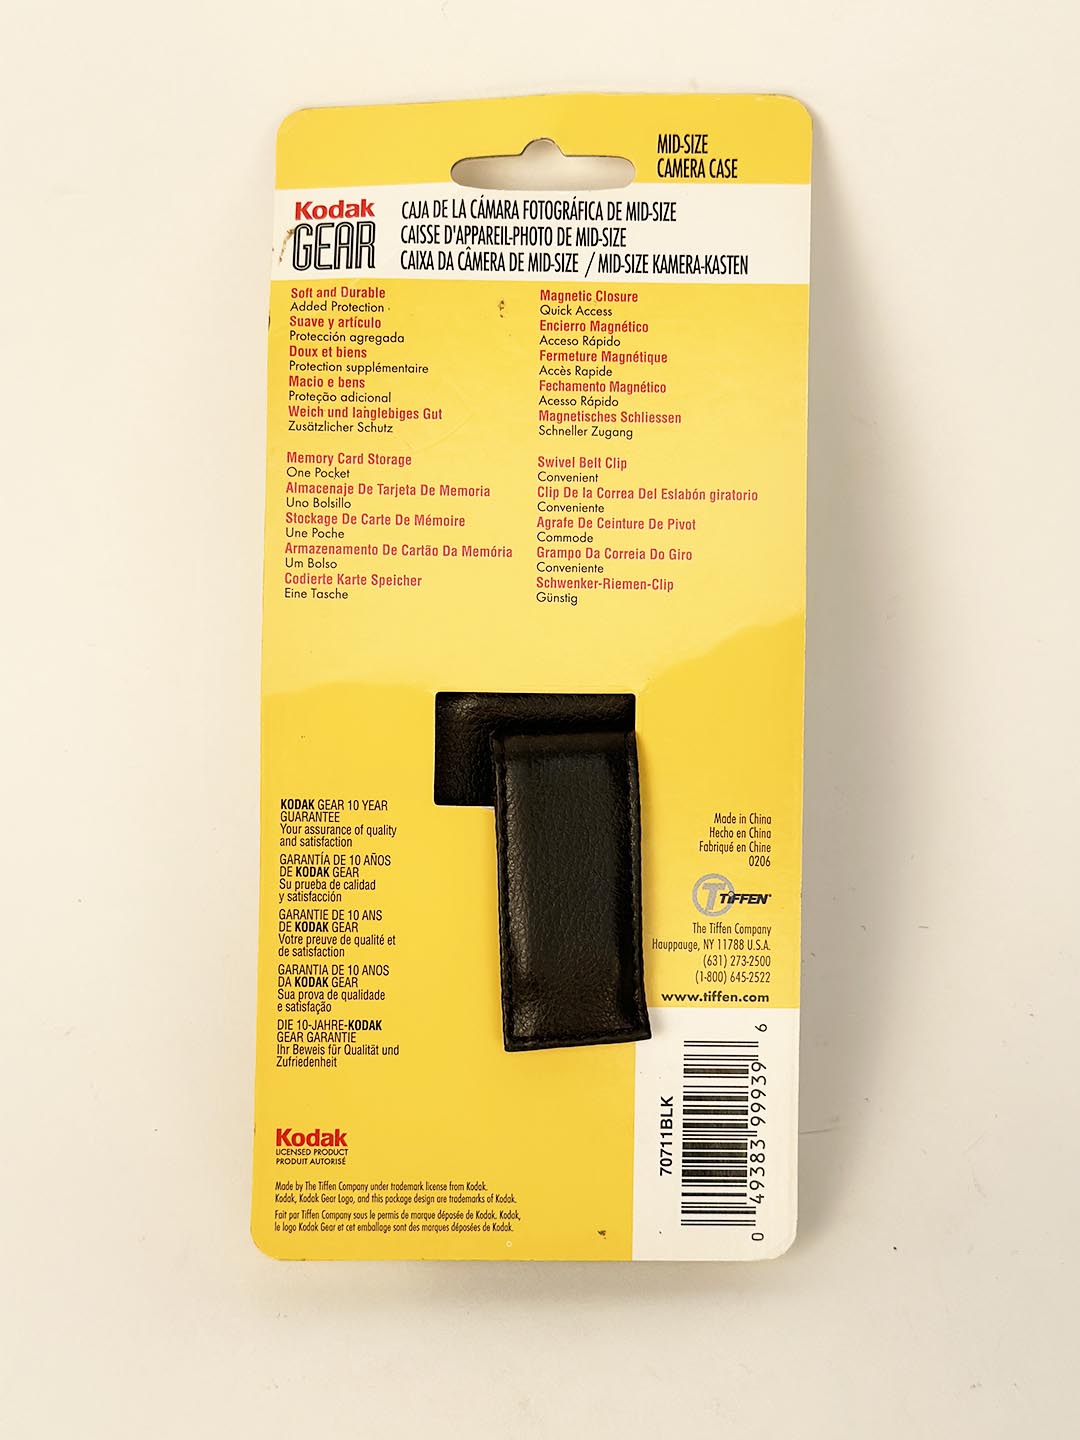 MID-SIZE
CAMERA CASE
Kodak
GEAR
CAJA DE LA CÁMARA FOTOGRÁFICA DE MID-SIZE
CAISSE D'APPAREIL-PHOTO DE MID-SIZE
CAIXA DA CÂMERA DE MID-SIZE / MID-SIZE KAMERA-KASTEN
Soft and Durable
Added Protection
Suave y artículo
Protección agregada
Doux et biens
Protection supplémentaire
Macio e bens
Proteção adicional
Weich und langlebiges Gut
Zusätzlicher Schutz
Memory Card Storage
One Pocket
Almacenaje De Tarjeta De Memoria
Uno Bolsillo
Stockage De Carte De Mémoire
Une Poche
Armazenamento De Cartão Da Memória
Um Bolso
Codierte Karte Speicher
Eine Tasche
Magnetic Closure
Quick Access
Encierro Magnético
Acceso Rápido
Fermeture Magnétique
Accès Rapide
Fechamento Magnético
Acesso Rápido
Magnetisches Schliessen
Schneller Zugang
Swivel Belt Clip
Convenient
Clip De la Correa Del Eslabón giratorio
Conveniente
Agrafe De Ceinture De Pivot
Commode
Grampo Da Correia Do Giro
Conveniente
Schwenker-Riemen-Clip
Günstig
KODAK GEAR 10 YEAR
GUARANTEE
Your assurance of quality
and satisfaction
GARANTÍA DE 10 AÑOS
DE KODAK GEAR
Su prueba de calidad
y satisfacción
GARANTIE DE 10 ANS
DE KODAK GEAR
Votre preuve de qualité et
de satisfaction
GARANTIA DE 10 ANOS
DA KODAK GEAR
Sua prova de qualidade
e satisfação
DIE 10-JAHRE-KODAK
GEAR GARANTIE
Ihr Beweis für Qualität und
Zufriedenheit
Kodak
LICENSED PRODUCT
PRODUIT AUTORISÉ
Made by The Tiffen Company under trademark license from Kodak.
Kodak, Kodak Gear Logo, and this package design are trademarks of Kodak.
Fait par Tiffen Company sous le permis de marque déposée de Kodak, Kodak,
le logo Kodak Gear et cet emballage sont des marques déposées de Kodak.
Made in China
Hecho en China
Fabriqué en Chine
0206
T TIFFEN
The Tiffen Company
Hauppauge, NY 11788 U.S.A.
(631) 273-2500
(1-800) 645-2522
www.tiffen.com
70711BLK
0 49383 99939 6